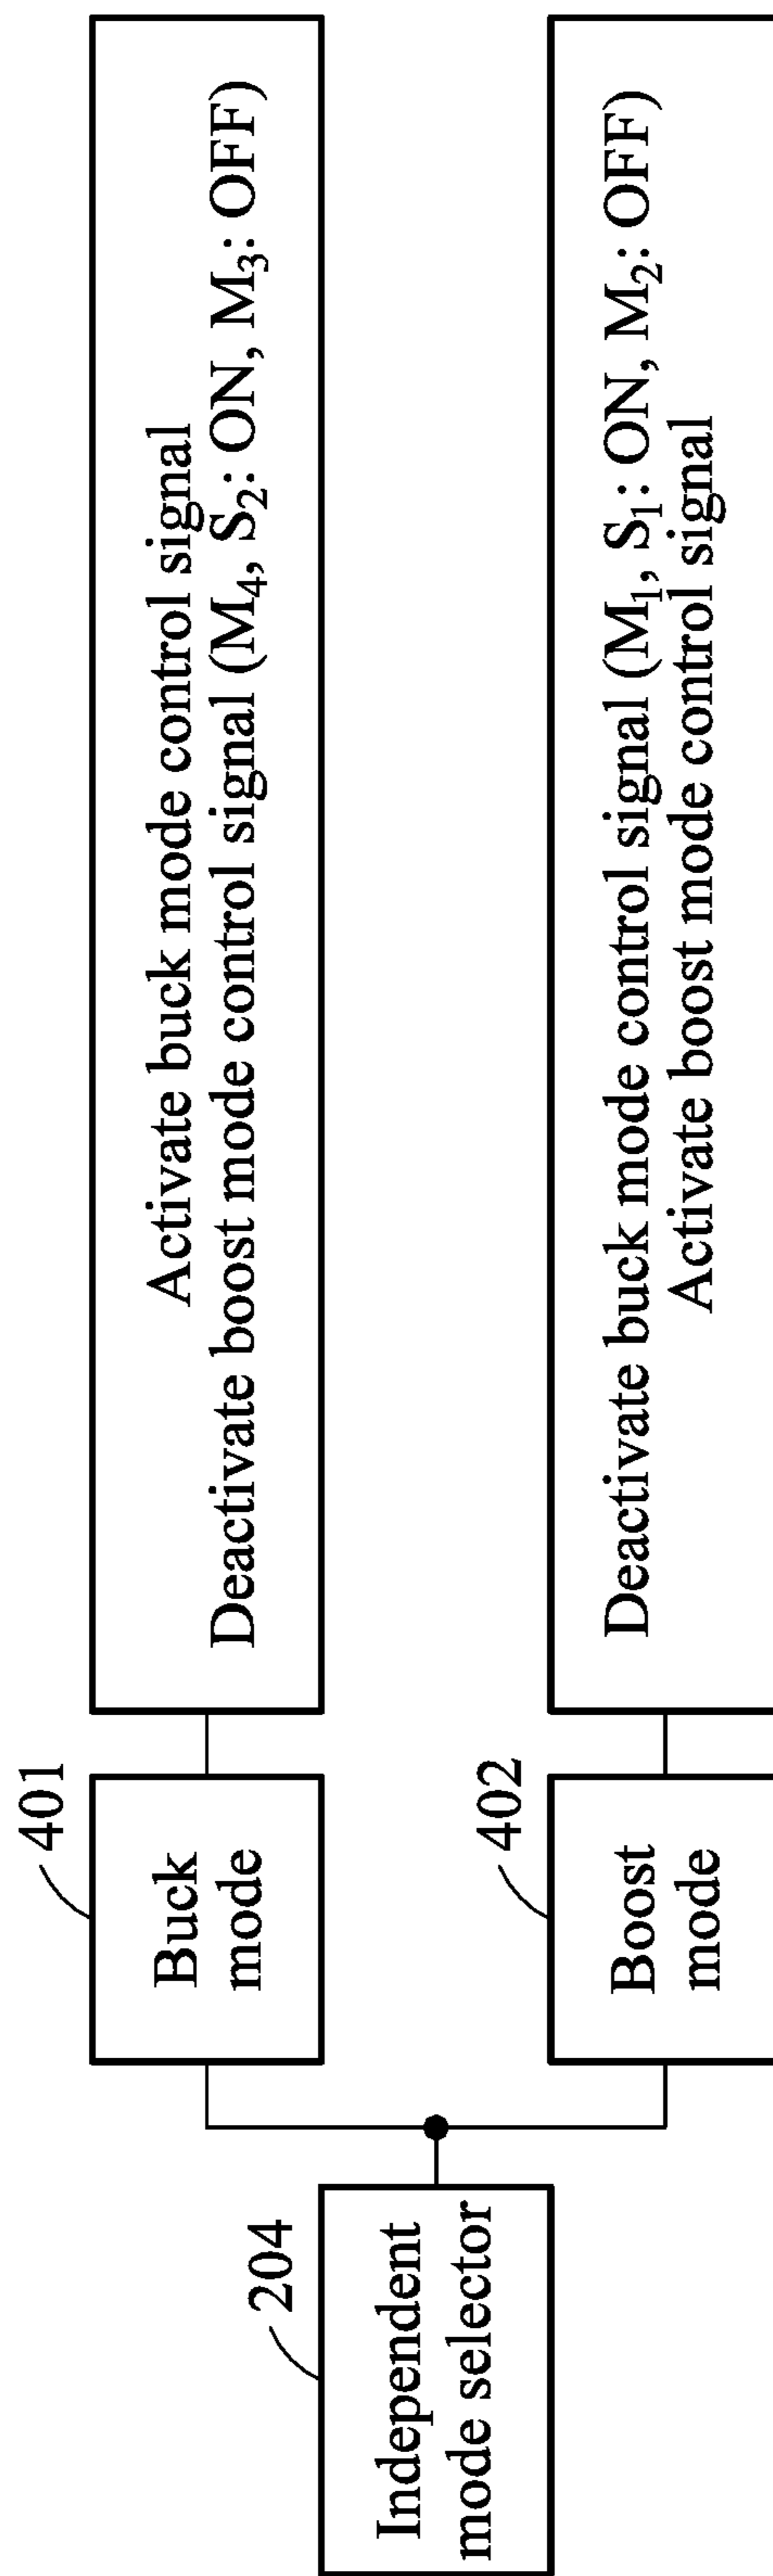 204
Independent
mode selector
401
Buck
mode
Activate buck mode control signal
Deactivate boost mode control signal (M₄, S₂: ON, M₃: OFF)
402
Boost
mode
Deactivate buck mode control signal (M₁, S₁: ON, M₂: OFF)
Activate boost mode control signal